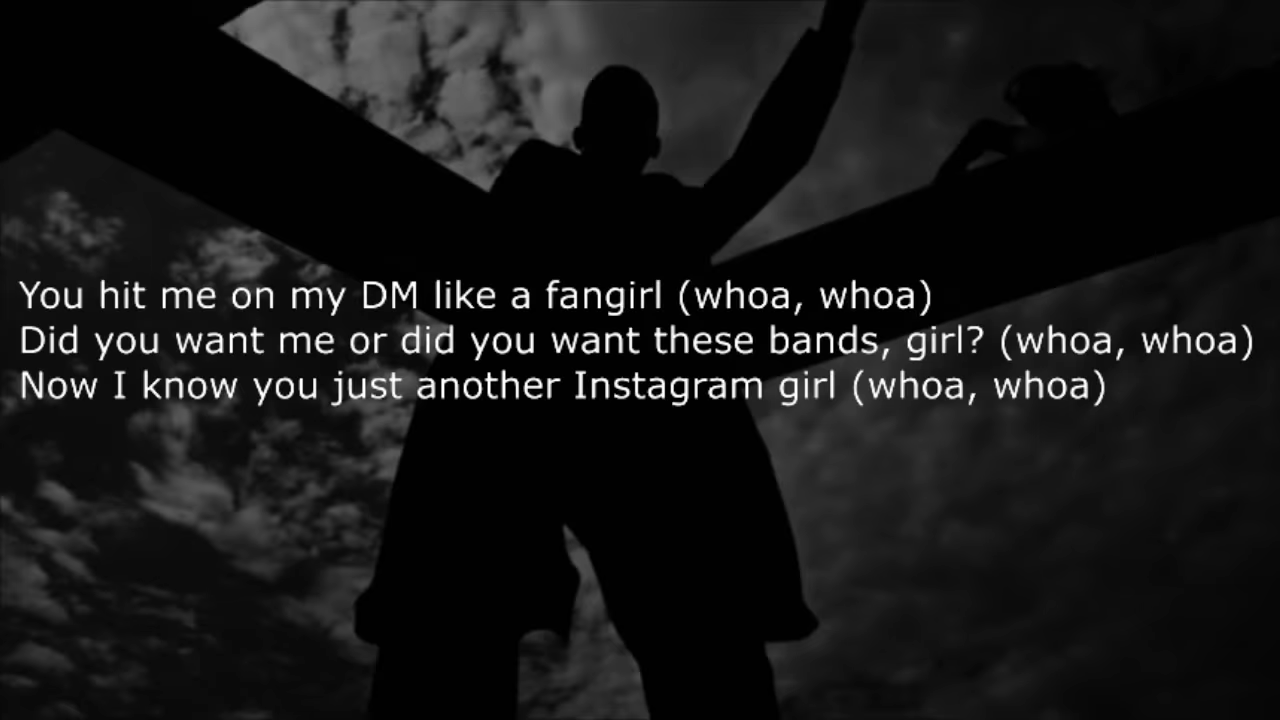 You hit me on my DM like a fangirl (whoa, whoa)
Did you want me or did you want these bands, girl? (whoa, whoa)
Now I know you just another Instagram girl (whoa, whoa)